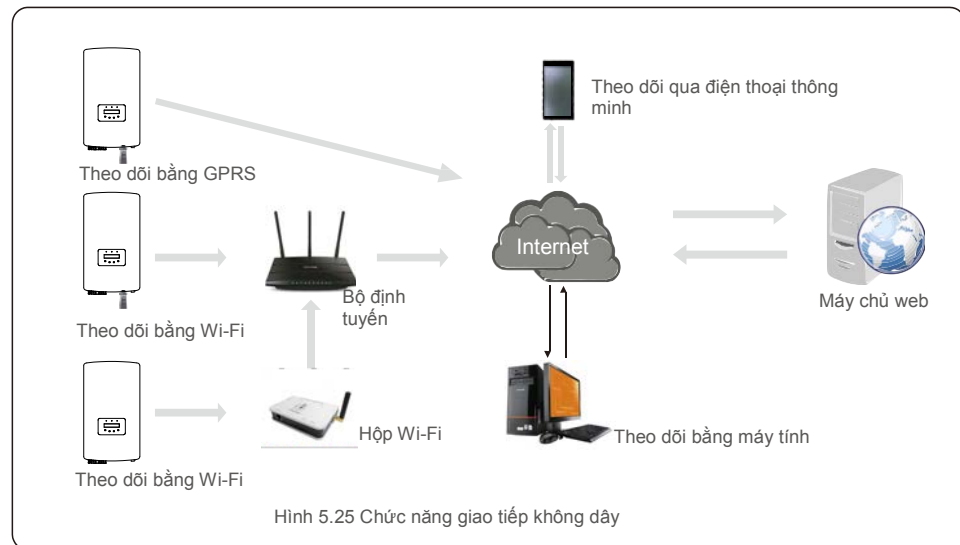 Theo dõi qua điện thoại thông
minh
Theo dõi bằng GPRS
Internet
Bộ định
tuyến
Máy chủ web
Theo dõi bằng Wi-Fi
Hộp Wi-Fi
Theo dõi bằng máy tính
Theo dõi bằng Wi-Fi
Hình 5.25 Chức năng giao tiếp không dây